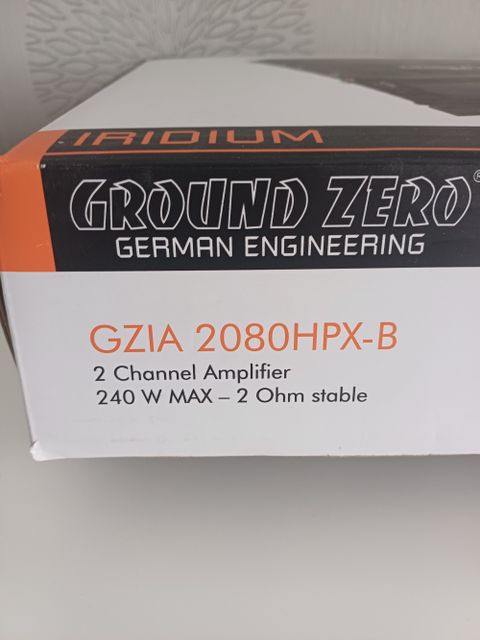 IRIDIUM
GROUND ZERO®
GERMAN ENGINEERING
GZIA 2080HPX-B
2 Channel Amplifier
240 W MAX – 2 Ohm stable